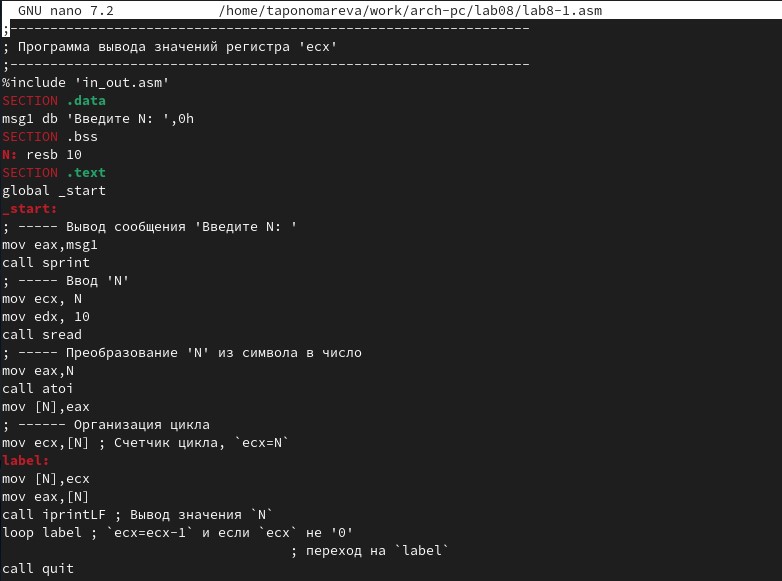 GNU nano 7.2 /home/taponomareva/work/arch-pc/lab08/lab8-1.asm
;-----------------------------------------------------------------
; Программа вывода значений регистра 'ecx'
;-----------------------------------------------------------------
%include 'in_out.asm'
SECTION .data
msg1 db 'Введите N: ',0h
SECTION .bss
N: resb 10
SECTION .text
global _start
_start:
; ----- Вывод сообщения 'Введите N: '
mov eax,msg1
call sprint
; ----- Ввод 'N'
mov ecx, N
mov edx, 10
call sread
; ----- Преобразование 'N' из символа в число
mov eax,N
call atoi
mov [N],eax
; ------ Организация цикла
mov ecx,[N] ; Счетчик цикла, `ecx=N`
label:
mov [N],ecx
mov eax,[N]
call iprintLF ; Вывод значения `N`
loop label ; `ecx=ecx-1` и если `ecx` не '0'
; переход на `label`
call quit